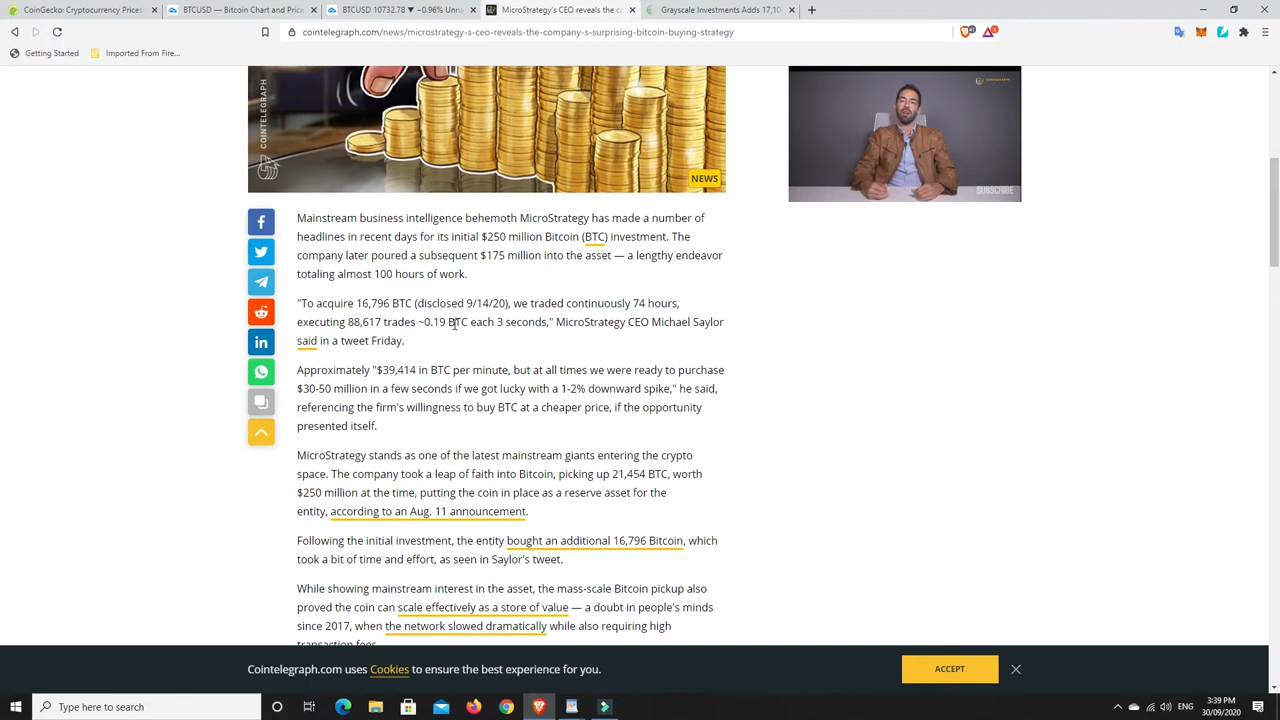 CoinGecko: Cryptocurrency Prices
BTCUSD — Bitcoin Chart and Price
BTCUSD 10732.78 ▼ −0.96% Unna
MicroStrategy's CEO reveals the co
Grayscale Investments Adds 17,10
cointelegraph.com/news/microstrategy-s-ceo-reveals-the-company-s-surprising-bitcoin-buying-strategy
Getting Started
Imported From Fire...
COINTELEGRAPH
NEWS
COINTELEGRAPH
SUBSCRIBE
Mainstream business intelligence behemoth MicroStrategy has made a number of
headlines in recent days for its initial $250 million Bitcoin (BTC) investment. The
company later poured a subsequent $175 million into the asset — a lengthy endeavor
totaling almost 100 hours of work.
"To acquire 16,796 BTC (disclosed 9/14/20), we traded continuously 74 hours,
executing 88,617 trades ~0.19 BTC each 3 seconds," MicroStrategy CEO Michael Saylor
said in a tweet Friday.
Approximately "$39,414 in BTC per minute, but at all times we were ready to purchase
$30-50 million in a few seconds if we got lucky with a 1-2% downward spike," he said,
referencing the firm's willingness to buy BTC at a cheaper price, if the opportunity
presented itself.
MicroStrategy stands as one of the latest mainstream giants entering the crypto
space. The company took a leap of faith into Bitcoin, picking up 21,454 BTC, worth
$250 million at the time, putting the coin in place as a reserve asset for the
entity, according to an Aug. 11 announcement.
Following the initial investment, the entity bought an additional 16,796 Bitcoin, which
took a bit of time and effort, as seen in Saylor's tweet.
While showing mainstream interest in the asset, the mass-scale Bitcoin pickup also
proved the coin can scale effectively as a store of value — a doubt in people's minds
since 2017, when the network slowed dramatically while also requiring high
transaction fees.
Cointelegraph.com uses Cookies to ensure the best experience for you.
ACCEPT
Type here to search
ENG
3:39 PM
30/09/2020